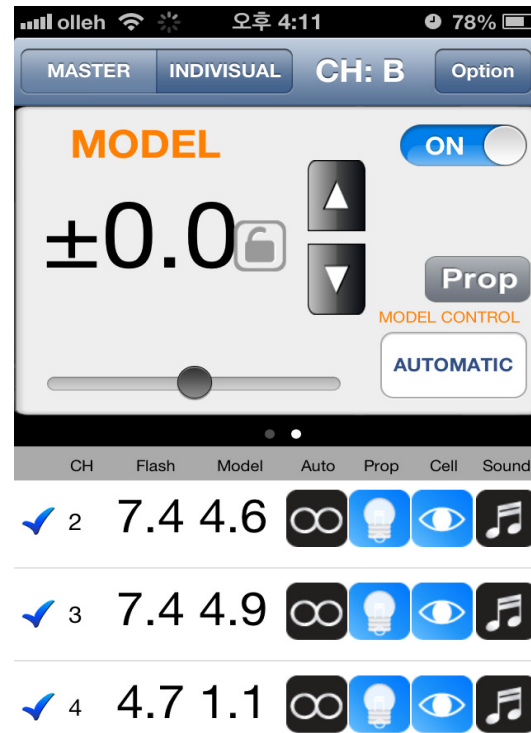 olleh 오후 4:11 78%
MASTER INDIVISUAL CH: B Option
MODEL ON
±0.0
Prop
MODEL CONTROL
AUTOMATIC
CH Flash Model Auto Prop Cell Sound
2 7.4 4.6
3 7.4 4.9
4 4.7 1.1